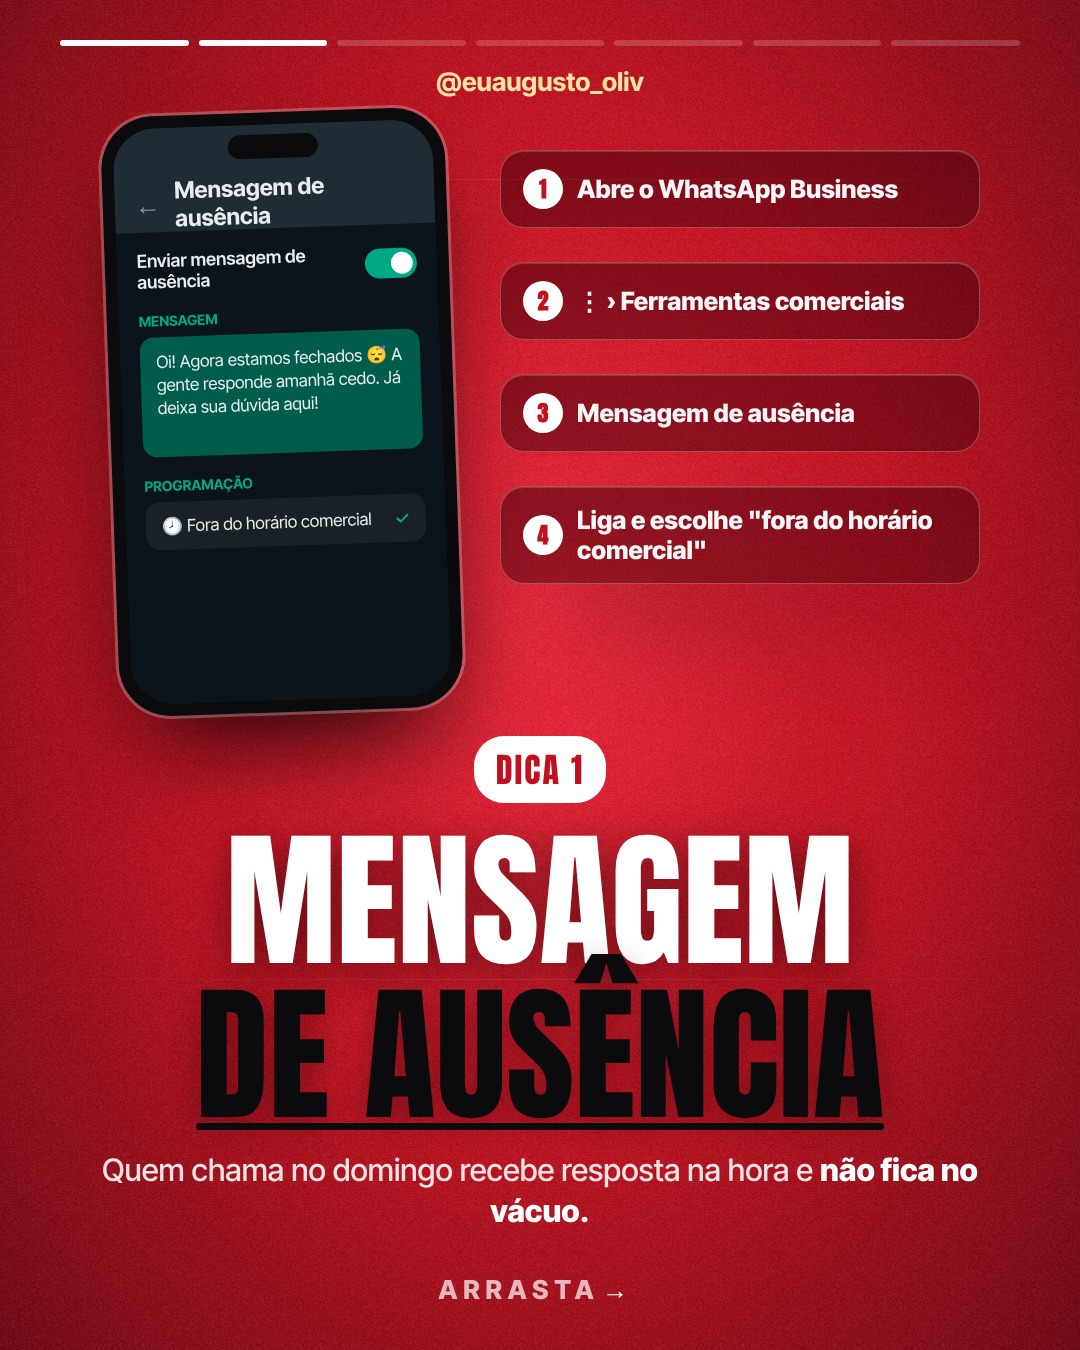 @euaugusto_oliv
← Mensagem de
ausência
Enviar mensagem de
ausência
MENSAGEM
Oi! Agora estamos fechados 😴 A
gente responde amanhã cedo. Já
deixa sua dúvida aqui!
PROGRAMAÇÃO
🕗 Fora do horário comercial ✓
1 Abre o WhatsApp Business
2 ⋮ › Ferramentas comerciais
3 Mensagem de ausência
4 Liga e escolhe "fora do horário
comercial"
DICA 1
MENSAGEM
DE AUSÊNCIA
Quem chama no domingo recebe resposta na hora e não fica no
vácuo.
ARRASTA →